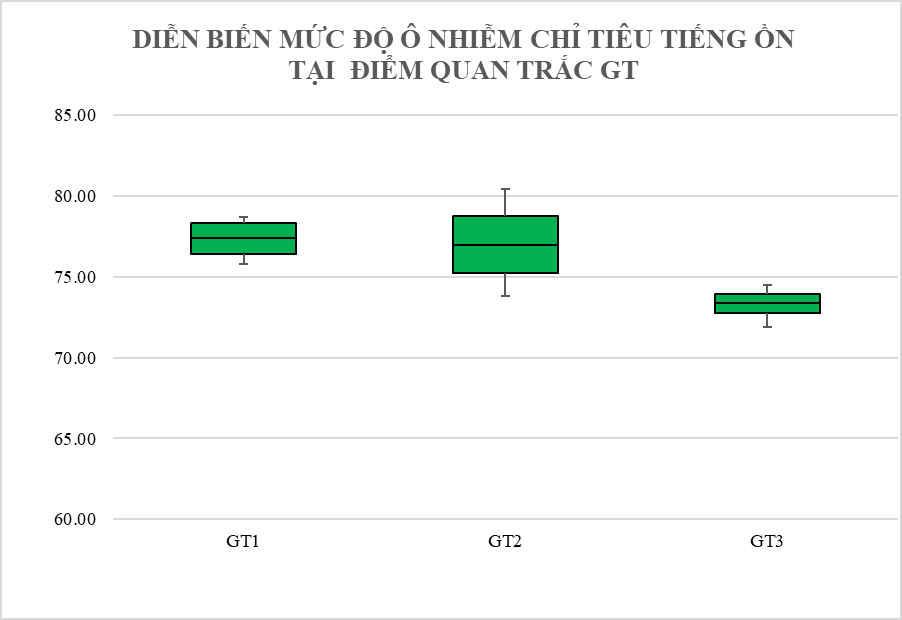 DIỄN BIẾN MỨC ĐỘ Ô NHIỄM CHỈ TIÊU TIẾNG ỒN
TẠI  ĐIỂM QUAN TRẮC GT
85.00
80.00
75.00
70.00
65.00
60.00
GT1 GT2 GT3